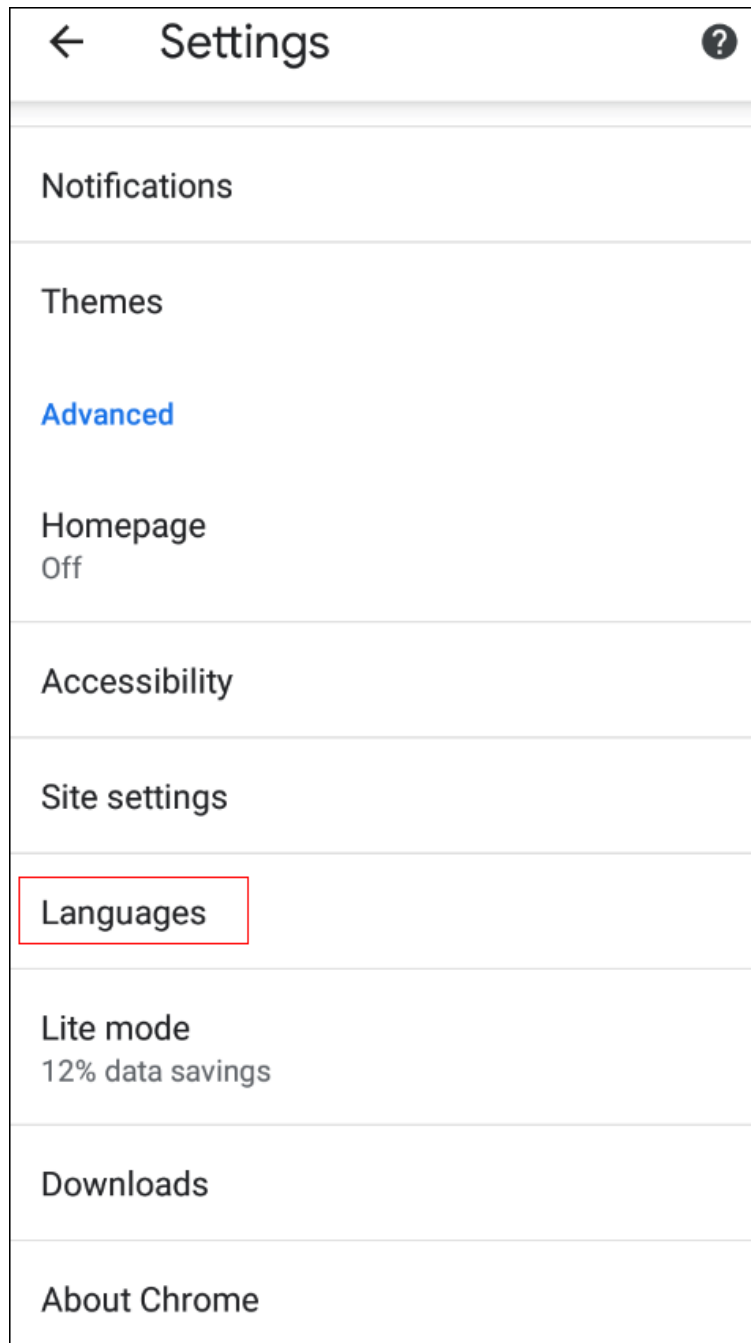 Settings
Notifications
Themes
Advanced
Homepage
Off
Accessibility
Site settings
Languages
Lite mode
12% data savings
Downloads
About Chrome